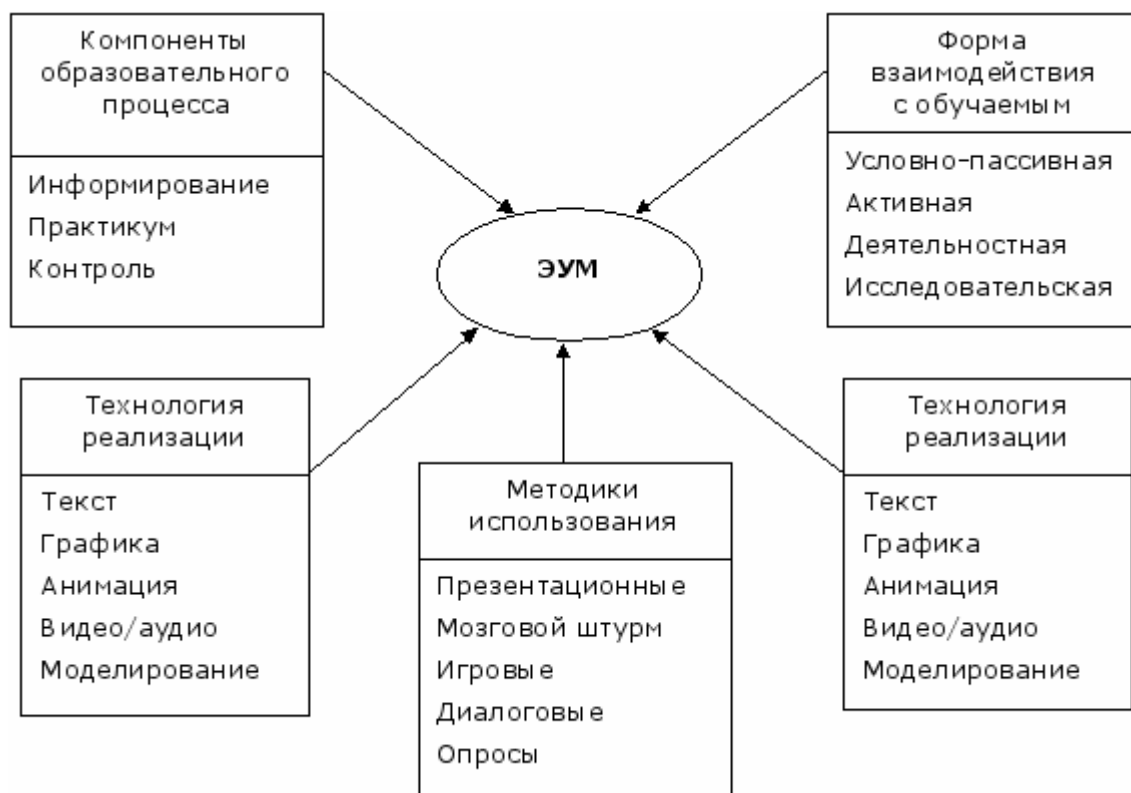 Компоненты
образовательного
процесса
Информирование
Практикум
Контроль
Форма
взаимодействия
с обучаемым
Условно-пассивная
Активная
Деятельностная
Исследовательская
ЭУМ
Технология
реализации
Текст
Графика
Анимация
Видео/аудио
Моделирование
Методики
использования
Презентационные
Мозговой штурм
Игровые
Диалоговые
Опросы
Технология
реализации
Текст
Графика
Анимация
Видео/аудио
Моделирование